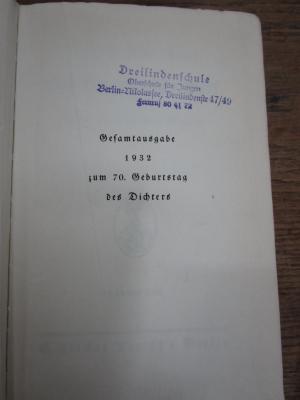 Dreilindenschule
Oberschule für Jungen
Berlin-Nikolassee, Dreilindenstr 47/49
Fernruf 80 41 72
Gesamtausgabe
1932
zum 70. Geburtstag
des Dichters